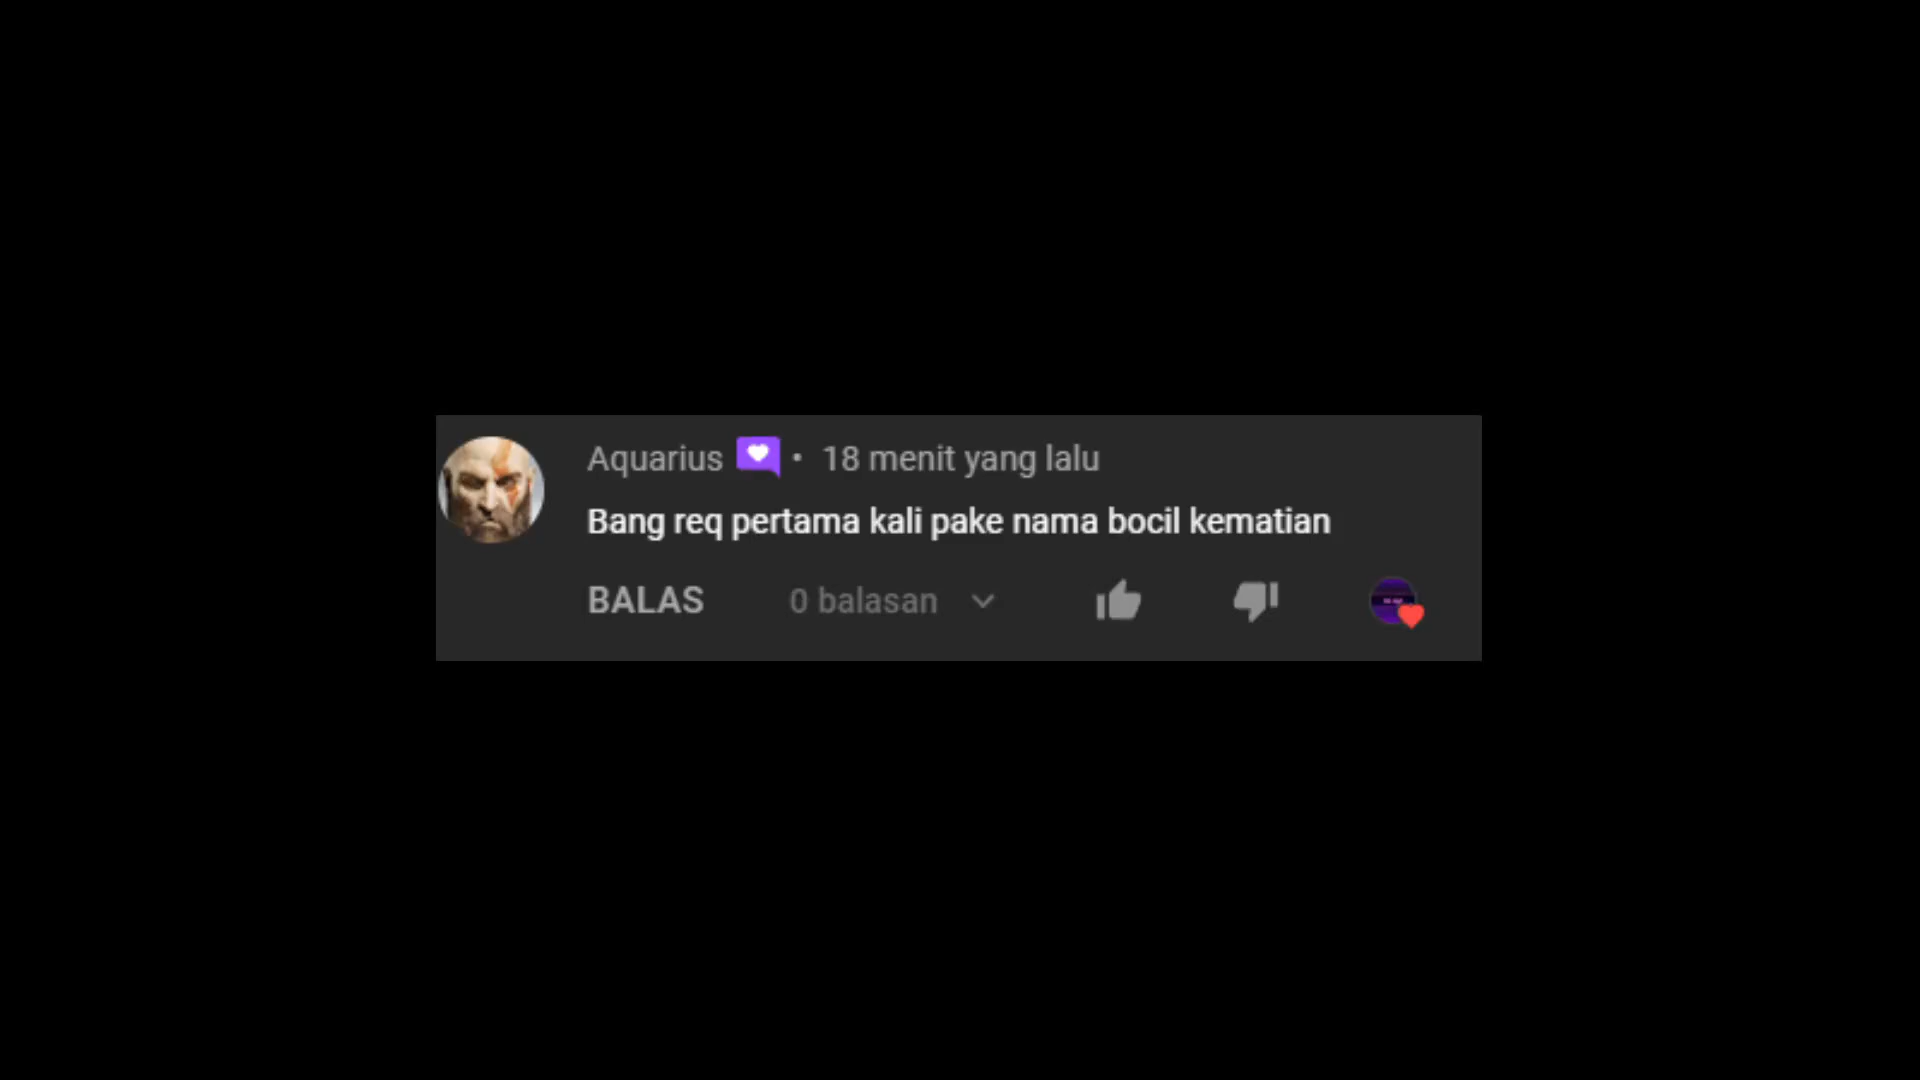 Aquarius • 18 menit yang lalu
Bang req pertama kali pake nama bocil kematian
BALAS 0 balasan